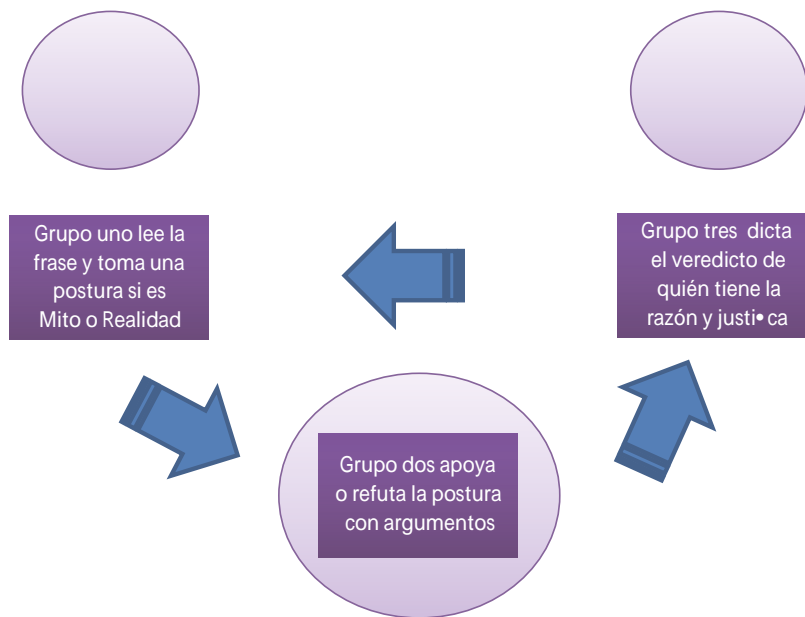 Grupo uno lee la
frase y toma una
postura si es
Mito o Realidad
Grupo dos apoya
o refuta la postura
con argumentos
Grupo tres dicta
el veredicto de
quién tiene la
razón y justi•ca